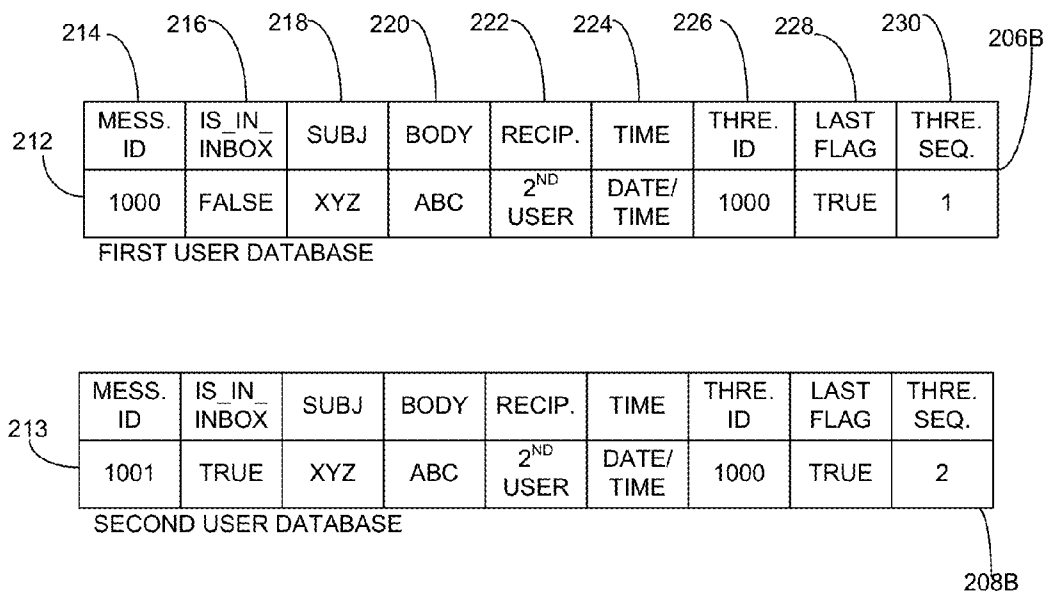 214 216 218 220 222 224 226 228 230
206B
MESS. ID IS_IN_ INBOX SUBJ BODY RECIP. TIME THRE. ID LAST FLAG THRE. SEQ.
212
1000 FALSE XYZ ABC 2ND USER DATE/ TIME 1000 TRUE 1
FIRST USER DATABASE
MESS. ID IS_IN_ INBOX SUBJ BODY RECIP. TIME THRE. ID LAST FLAG THRE. SEQ.
213
1001 TRUE XYZ ABC 2ND USER DATE/ TIME 1000 TRUE 2
SECOND USER DATABASE
208B